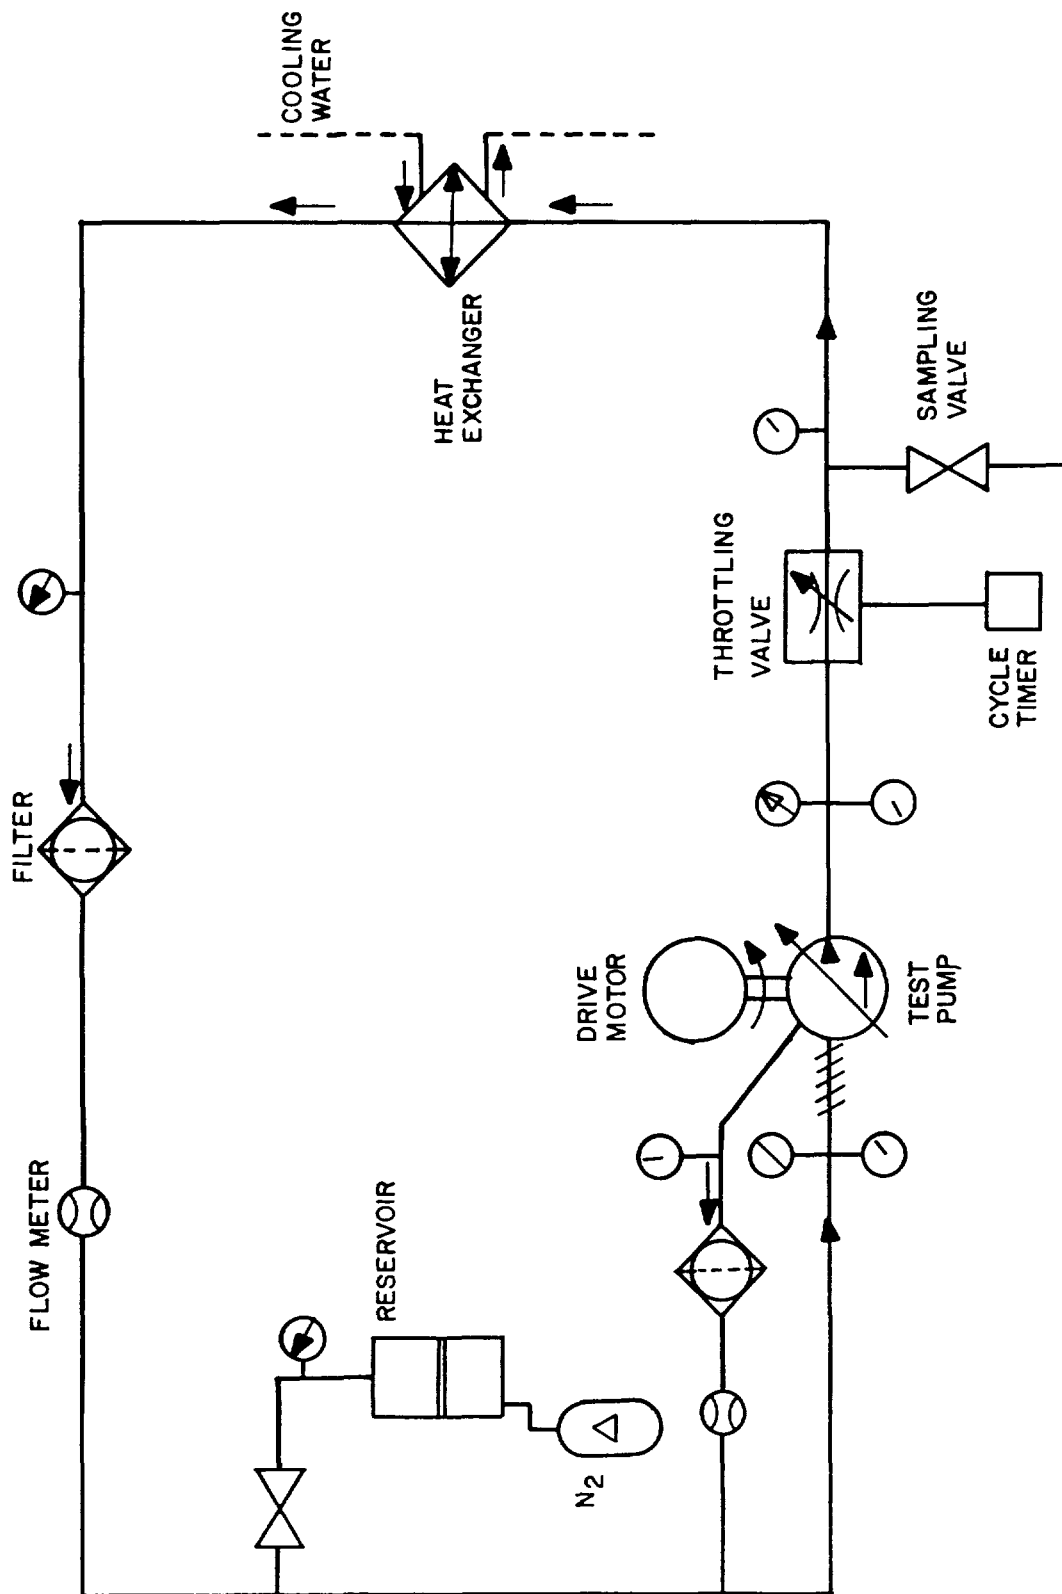 COOLING
WATER
HEAT
EXCHANGER
SAMPLING
VALVE
THROTTLING
VALVE
CYCLE
TIMER
FILTER
DRIVE
MOTOR
TEST
PUMP
FLOW METER
RESERVOIR
N2